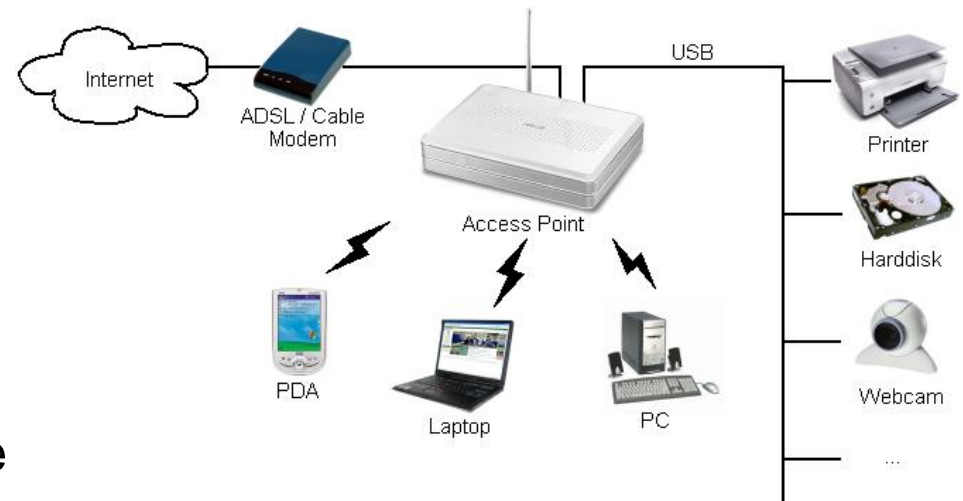 Internet
ADSL / Cable
Modem
USB
Printer
Access Point
Harddisk
PDA
Laptop
PC
Webcam
...
e